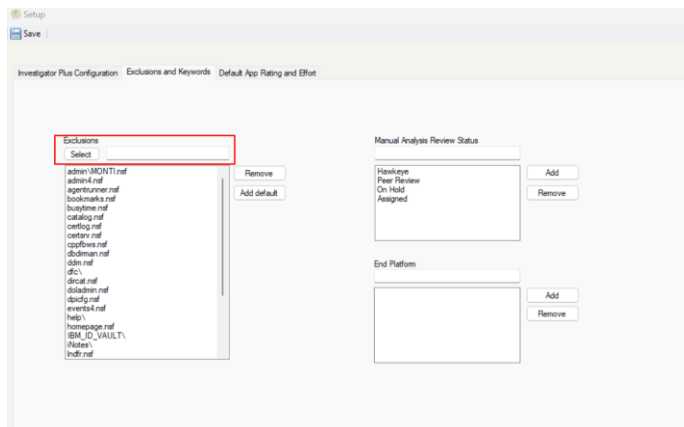 Setup
Save
Investigator Plus Configuration Exclusions and Keywords Default App Rating and Effort
Exclusions
Select
admin\MONTI.nsf
admin4.nsf
agentrunner.nsf
bookmarks.nsf
busytime.nsf
catalog.nsf
certlog.nsf
certsrv.nsf
cppfbws.nsf
dbdirman.nsf
ddm.nsf
dfc\
dircat.nsf
doladmin.nsf
dpicfg.nsf
events4.nsf
help\
homepage.nsf
IBM_ID_VAULT\
iNotes\
lndfr.nsf
Remove
Add default
Manual Analysis Review Status
Hawkeye
Peer Review
On Hold
Assigned
Add
Remove
End Platform
Add
Remove